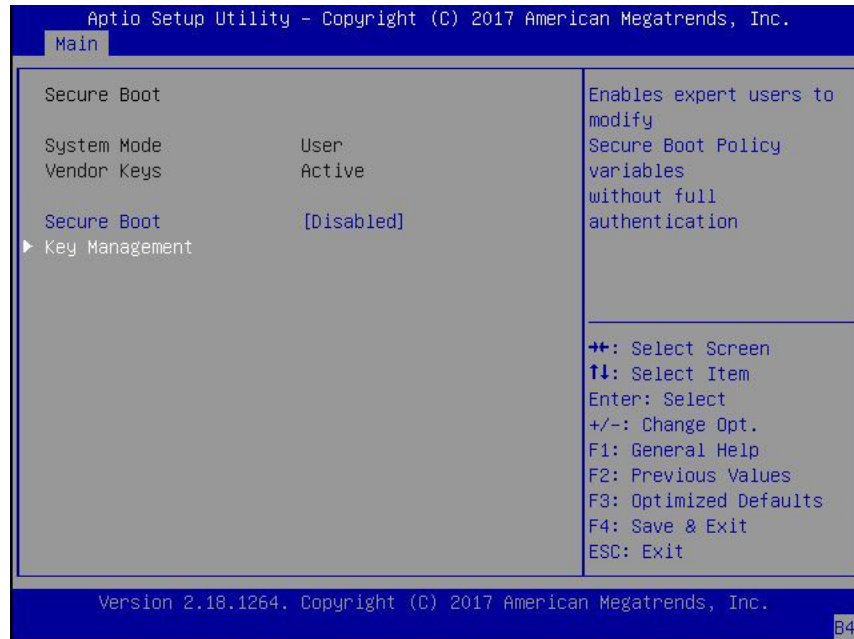 Aptio Setup Utility – Copyright (C) 2017 American Megatrends, Inc.
Main
Secure Boot
System Mode User
Vendor Keys Active
Secure Boot [Disabled]
▶ Key Management
Enables expert users to
modify
Secure Boot Policy
variables
without full
authentication
→←: Select Screen
↑↓: Select Item
Enter: Select
+/-: Change Opt.
F1: General Help
F2: Previous Values
F3: Optimized Defaults
F4: Save & Exit
ESC: Exit
Version 2.18.1264. Copyright (C) 2017 American Megatrends, Inc.
B4